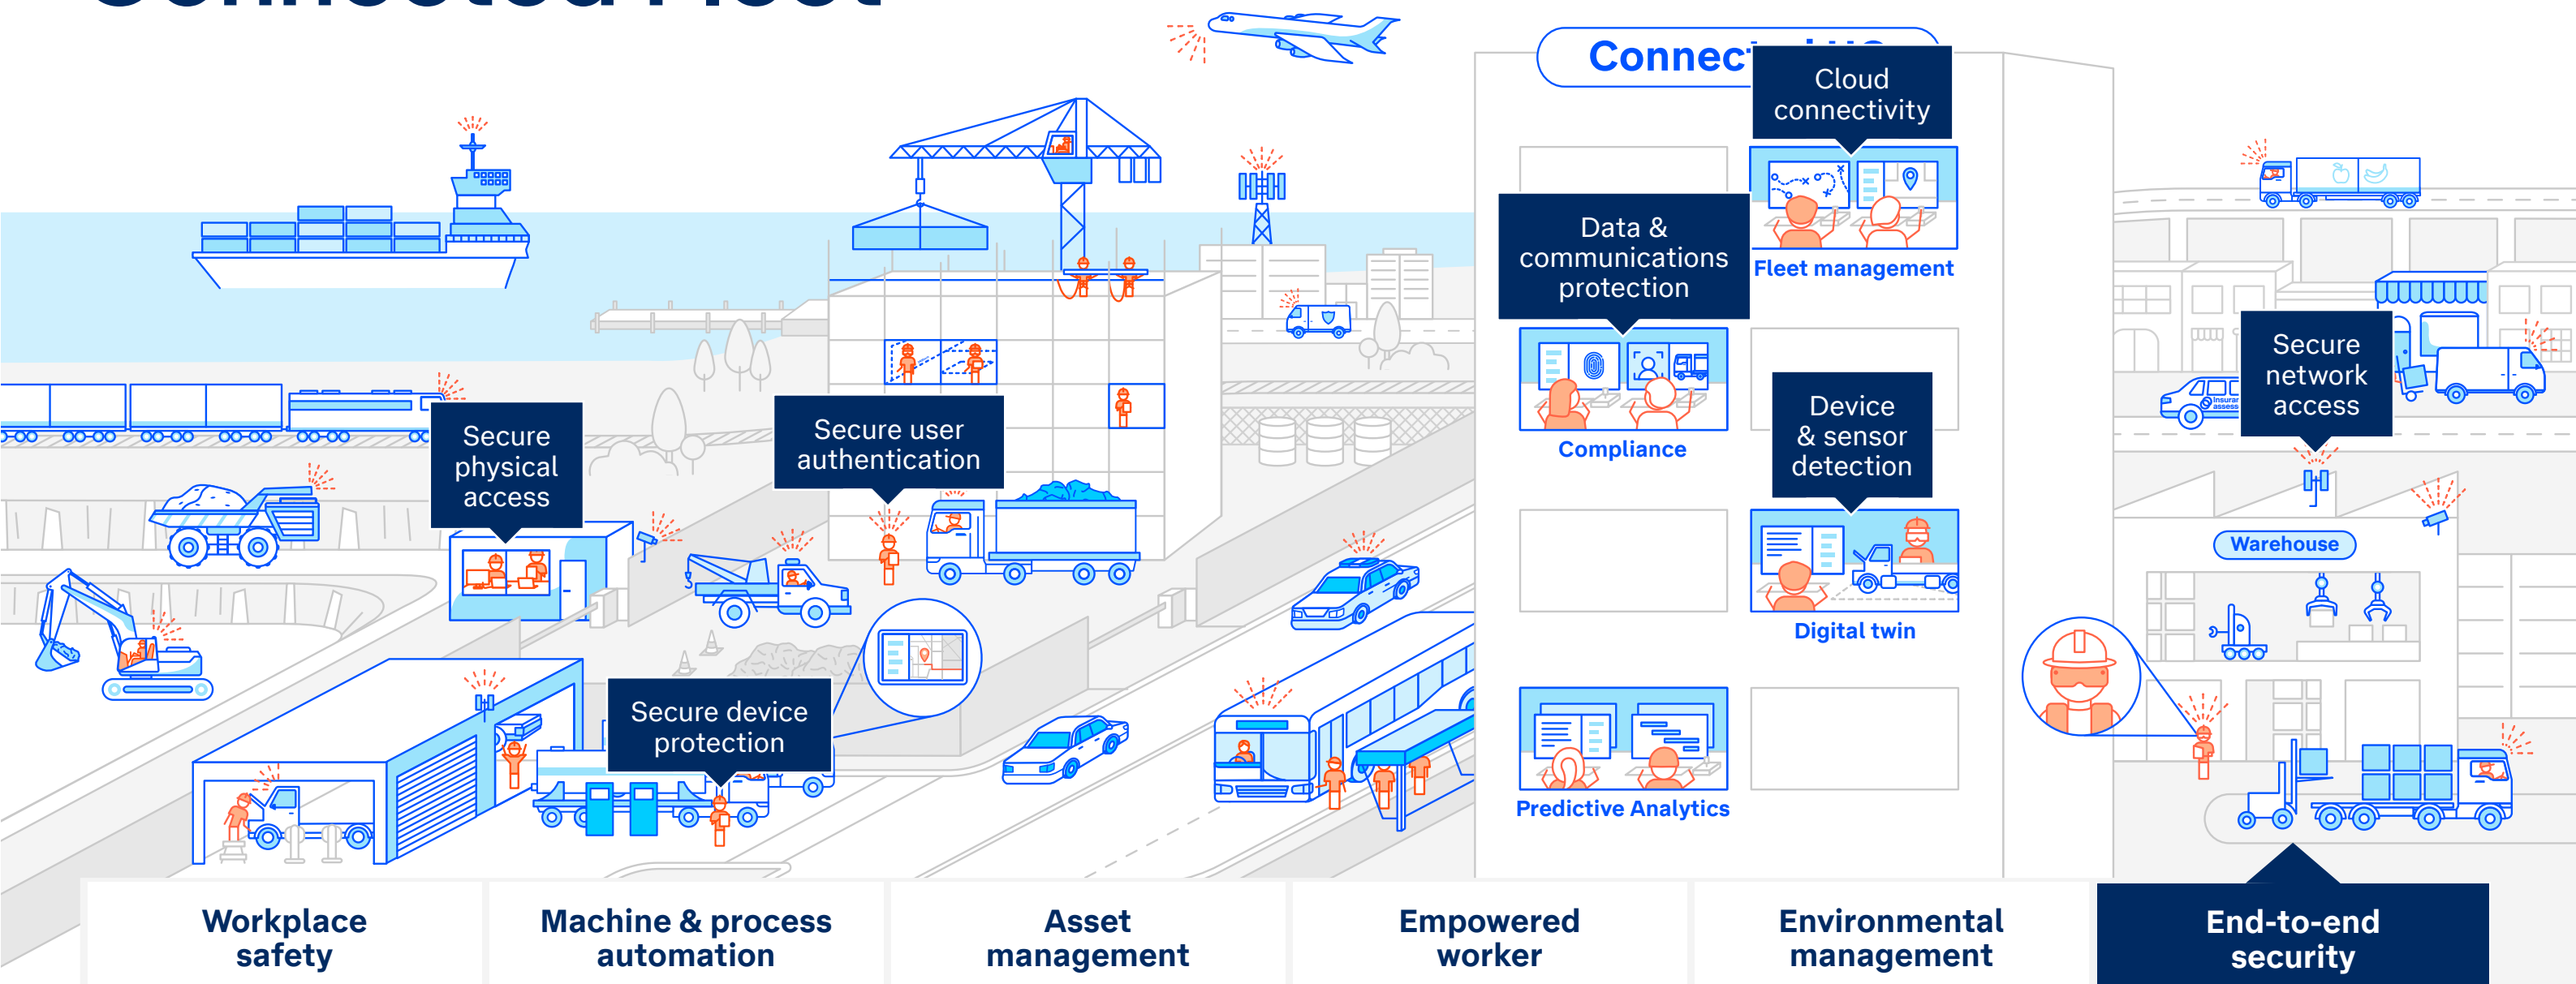 Connected Fleet
Cloud
connectivity
Data &
communications
protection
Fleet management
Secure
network
access
Device
& sensor
detection
Compliance
Secure
physical
access
Secure user
authentication
Warehouse
Digital twin
Secure device
protection
Predictive Analytics
Workplace
safety
Machine & process
automation
Asset
management
Empowered
worker
Environmental
management
End-to-end
security